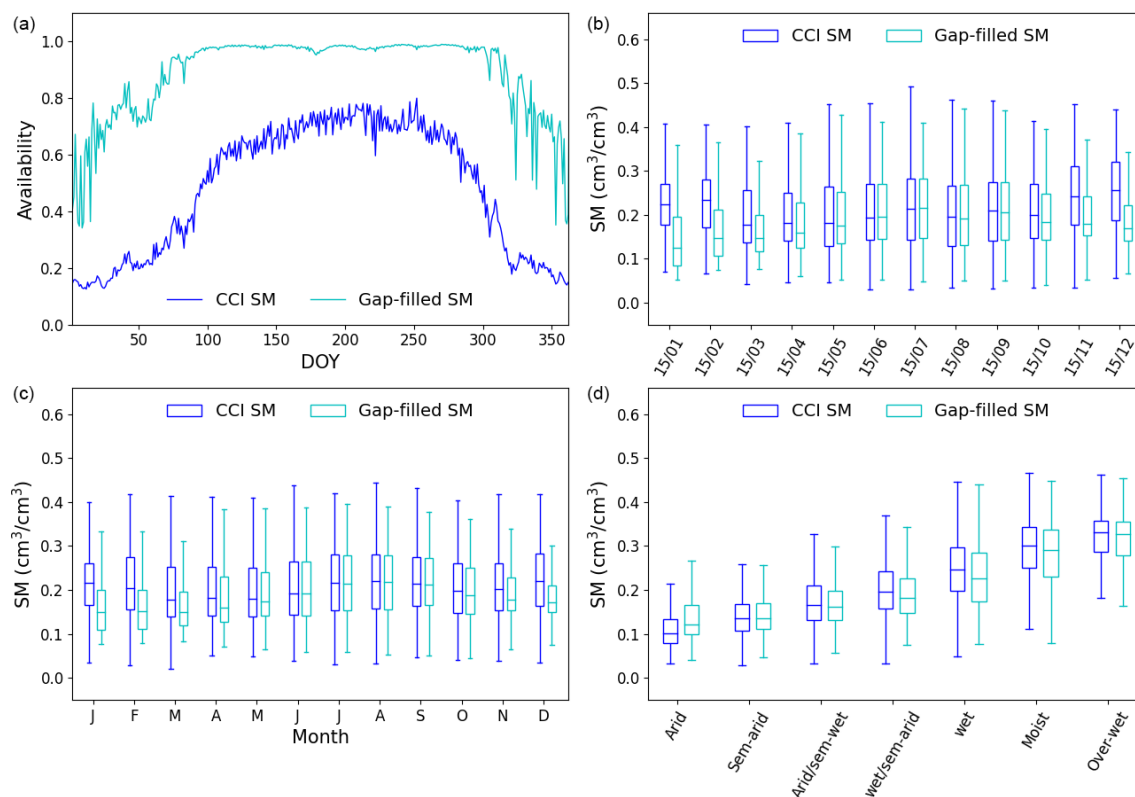 (a)
1.0
0.8
0.6
0.4
0.2
0.0
Availability
CCI SM
Gap-filled SM
50
100
150
200
250
300
350
DOY
(b)
0.6
0.5
0.4
0.3
0.2
0.1
0.0
SM (cm³/cm³)
CCI SM
Gap-filled SM
15/01
15/02
15/03
15/04
15/05
15/06
15/07
15/08
15/09
15/10
15/11
15/12
(c)
0.6
0.5
0.4
0.3
0.2
0.1
0.0
SM (cm³/cm³)
CCI SM
Gap-filled SM
J
F
M
A
M
J
J
A
S
O
N
D
Month
(d)
0.6
0.5
0.4
0.3
0.2
0.1
0.0
SM (cm³/cm³)
CCI SM
Gap-filled SM
Arid
Sem-arid
Arid/sem-wet
wet/sem-arid
wet
Moist
Over-wet